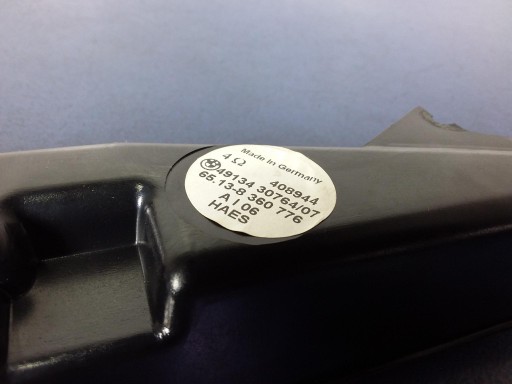 Made in Germany
4 Ω 408944
49134 30764/07
65.13-8 360 776
A I 06
HAES